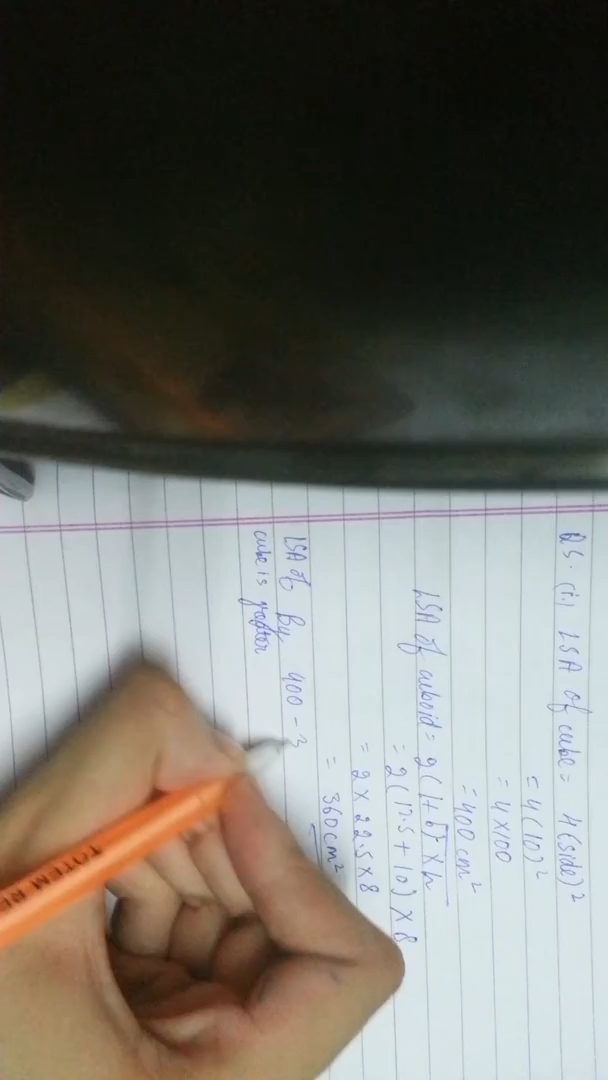 Q5. (i) LSA of cube = 4(side)²
= 4(10)²
= 4×100
= 400 cm²
LSA of cuboid = 2(l+b)×h
= 2(12.5+10)×8
= 2×22.5×8
= 360 cm²
LSA of By 400-3
cube is greater
TOTEM RE